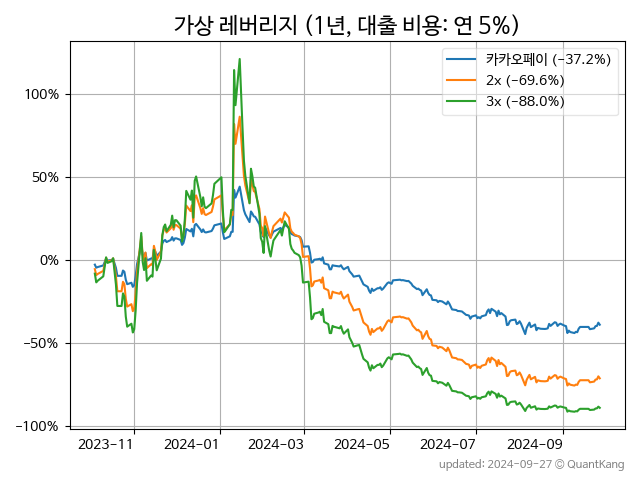 가상 레버리지 (1년, 대출 비용: 연 5%)
카카오페이 (−37.2%)
2x (−69.6%)
3x (−88.0%)
100%
50%
0%
−50%
−100%
2023-11
2024-01
2024-03
2024-05
2024-07
2024-09
updated: 2024-09-27 © QuantKang